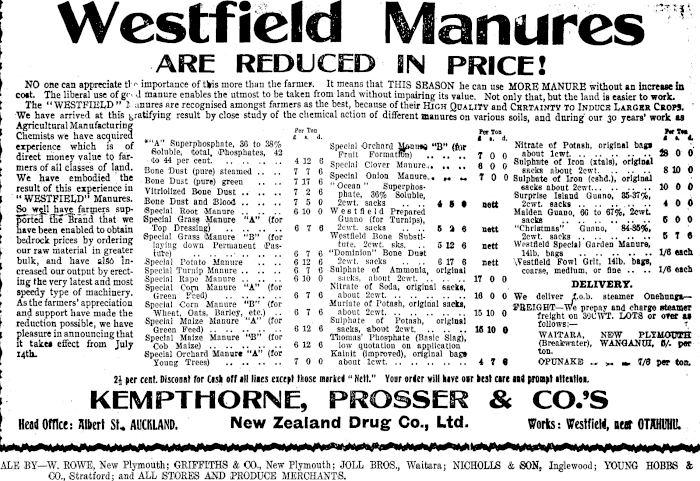 Westfield Manures
ARE REDUCED IN PRICE!
NO one can appreciate the importance of this more than the farmer. It means that THIS SEASON he can use MORE MANURE without an increase in
cost. The liberal use of good manure enables the utmost to be taken from land without impairing its value. Not only that, but the land is easier to work.
The "WESTFIELD" Manures are recognised amongst farmers as the best, because of their HIGH QUALITY and CERTAINTY TO INDUCE LARGER CROPS.
We have arrived at this gratifying result by close study of the chemical action of different manures on various soils, and during our 30 years' work as
Agricultural Manufacturing
Chemists we have acquired
experience which is of
direct money value to far-
mers of all classes of land.
We have embodied the
result of this experience in
"WESTFIELD" Manures.
So well have farmers sup-
ported the Brand that we
have been enabled to obtain
bedrock prices by ordering
our raw material in greater
bulk, and have also in-
creased our output by erect-
ing the very latest and most
speedy type of machinery.
As the farmers' appreciation
and support have made the
reduction possible, we have
pleasure in announcing that
it takes effect from July
14th.
Per Ton
£ s. d.
"A" Superphosphate, 36 to 38%
Soluble, total, Phosphates, 42
to 44 per cent. .. .. .. 4 12 6
Bone Dust (pure) steamed .. .. 7 7 6
Bone Dust (pure) green .. .. 7 17 6
Vitriolized Bone Dust .. .. 7 2 6
Bone Dust and Blood .. .. 7 5 0
Special Root Manure .. .. 6 10 0
Special Grass Manure "A" (for
Top Dressing) .. .. .. 6 7 6
Special Grass Manure "B" (for
laying down Permanent Pas-
ture) .. .. .. 6 7 6
Special Potato Manure .. .. 6 12 6
Special Turnip Manure .. .. 6 7 6
Special Rape Manure .. .. 6 10 0
Special Corn Manure "A" (for
Green Feed) .. .. .. 6 7 6
Special Corn Manure "B" (for
Wheat, Oats, Barley, etc.) .. 6 7 6
Special Maize Manure "A" (for
Green Feed) .. .. .. 6 12 6
Special Maize Manure "B" (for
Cob Maize) .. .. .. 6 12 6
Special Orchard Manure "A" (for
Young Trees) .. .. .. 7 0 0
Per Ton
£ s. d.
Special Orchard Manure "B" (for
Fruit Formation) .. .. 7 0 0
Special Clover Manure .. .. 6 0 0
Special Onion Manure .. .. 7 0 0
"Ocean" Superphos-
phate, 36% Soluble,
2cwt. sacks .. 4 5 0 nett
Westfield Prepared
Guano (for Turnips)
2cwt. sacks .. 5 2 6 nett
Westfield Bone Substi-
tute, 2cwt. sks. .. 5 12 6 nett
"Dominion" Bone Dust
2cwt. sacks .. 6 17 6 nett
Sulphate of Ammonia, original
sacks, about 2cwt. .. .. 17 0 0
Nitrate of Soda, original sacks,
about 2cwt. .. .. .. 16 0 0
Muriate of Potash, original sacks,
about 2cwt. .. .. .. 15 10 0
Sulphate of Potash, original
sacks, about 2cwt. .. .. 15 10 0
Thomas' Phosphate (Basic Slag),
low quotation on application
Kainit (improved), original bags
about 1cwt. .. .. .. 4 7 6
Per Ton
£ s. d.
Nitrate of Potash, original bags
about 1cwt. .. .. .. 28 0 0
Sulphate of Iron (xtals), original
sacks about 2cwt. .. .. 8 10 0
Sulphate of Iron (cshd.), original
sacks, about 2cwt. .. .. 10 0 0
Surprise Island Guano, 35-37%,
2cwt. sacks .. .. .. 4 0 0
Malden Guano, 66 to 67%, 2cwt.
sacks .. .. .. 5 0 0
"Christmas" Guano, 84-85%,
2cwt. sacks .. .. .. 5 7 6
Westfield Special Garden Manure,
14lb. bags .. .. .. 1/6 each
Westfield Fowl Grit, 14lb. bags,
coarse, medium, or fine .. 1/6 each
DELIVERY.
We deliver f.o.b. steamer Onehunga—
FREIGHT—We prepay and charge steamer
freight on 20CWT. LOTS or over as
follows:—
WAITARA, NEW PLYMOUTH
(Breakwater), WANGANUI, 5/- per
ton.
OPUNAKE .. .. .. 7/6 per ton.
2½ per cent. Discount for Cash off all lines except those marked "Nett." Your order will have our best care and prompt attention.
KEMPTHORNE, PROSSER & CO.'S
Head Office: Albert St., AUCKLAND. New Zealand Drug Co., Ltd. Works: Westfield, near OTAHUHU.
ALE BY—W. ROWE, New Plymouth; GRIFFITHS & CO., New Plymouth; JOLL BROS., Waitara; NICHOLLS & SON, Inglewood; YOUNG HOBBS &
CO., Stratford; and ALL STORES AND PRODUCE MERCHANTS.